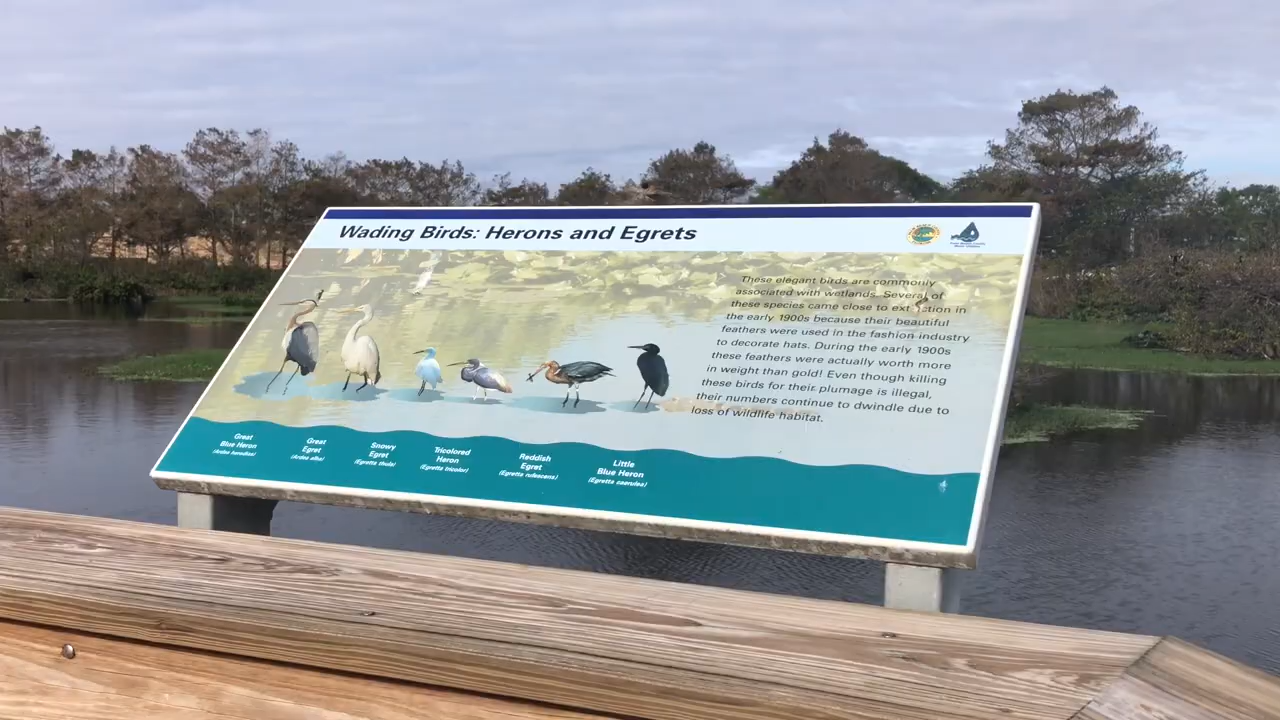 Wading Birds: Herons and Egrets
These elegant birds are commonly
associated with wetlands. Several of
these species came close to extinction in
the early 1900s because their beautiful
feathers were used in the fashion industry
to decorate hats. During the early 1900s
these feathers were actually worth more
in weight than gold! Even though killing
these birds for their plumage is illegal,
their numbers continue to dwindle due to
loss of wildlife habitat.
Great
Blue Heron
(Ardea herodias)
Great
Egret
(Ardea alba)
Snowy
Egret
(Egretta thula)
Tricolored
Heron
(Egretta tricolor)
Reddish
Egret
(Egretta rufescens)
Little
Blue Heron
(Egretta caerulea)